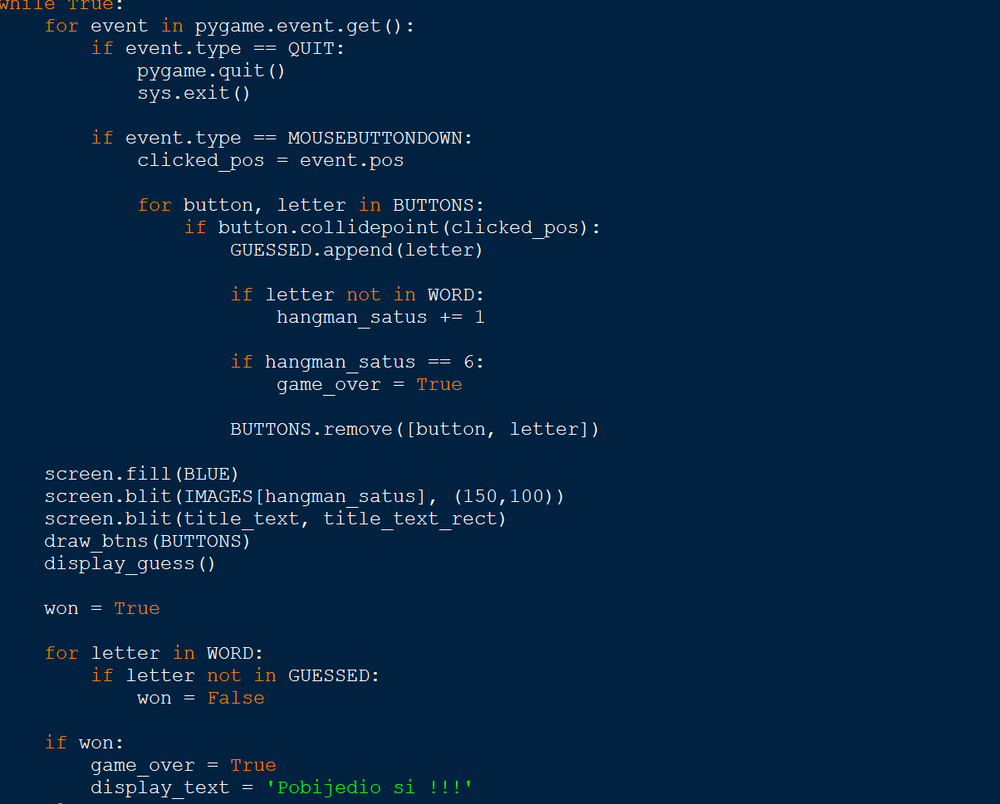 while True:
    for event in pygame.event.get():
        if event.type == QUIT:
            pygame.quit()
            sys.exit()

        if event.type == MOUSEBUTTONDOWN:
            clicked_pos = event.pos

            for button, letter in BUTTONS:
                if button.collidepoint(clicked_pos):
                    GUESSED.append(letter)

                    if letter not in WORD:
                        hangman_satus += 1

                    if hangman_satus == 6:
                        game_over = True

                    BUTTONS.remove([button, letter])

    screen.fill(BLUE)
    screen.blit(IMAGES[hangman_satus], (150,100))
    screen.blit(title_text, title_text_rect)
    draw_btns(BUTTONS)
    display_guess()

    won = True

    for letter in WORD:
        if letter not in GUESSED:
            won = False

    if won:
        game_over = True
        display_text = 'Pobijedio si !!!'